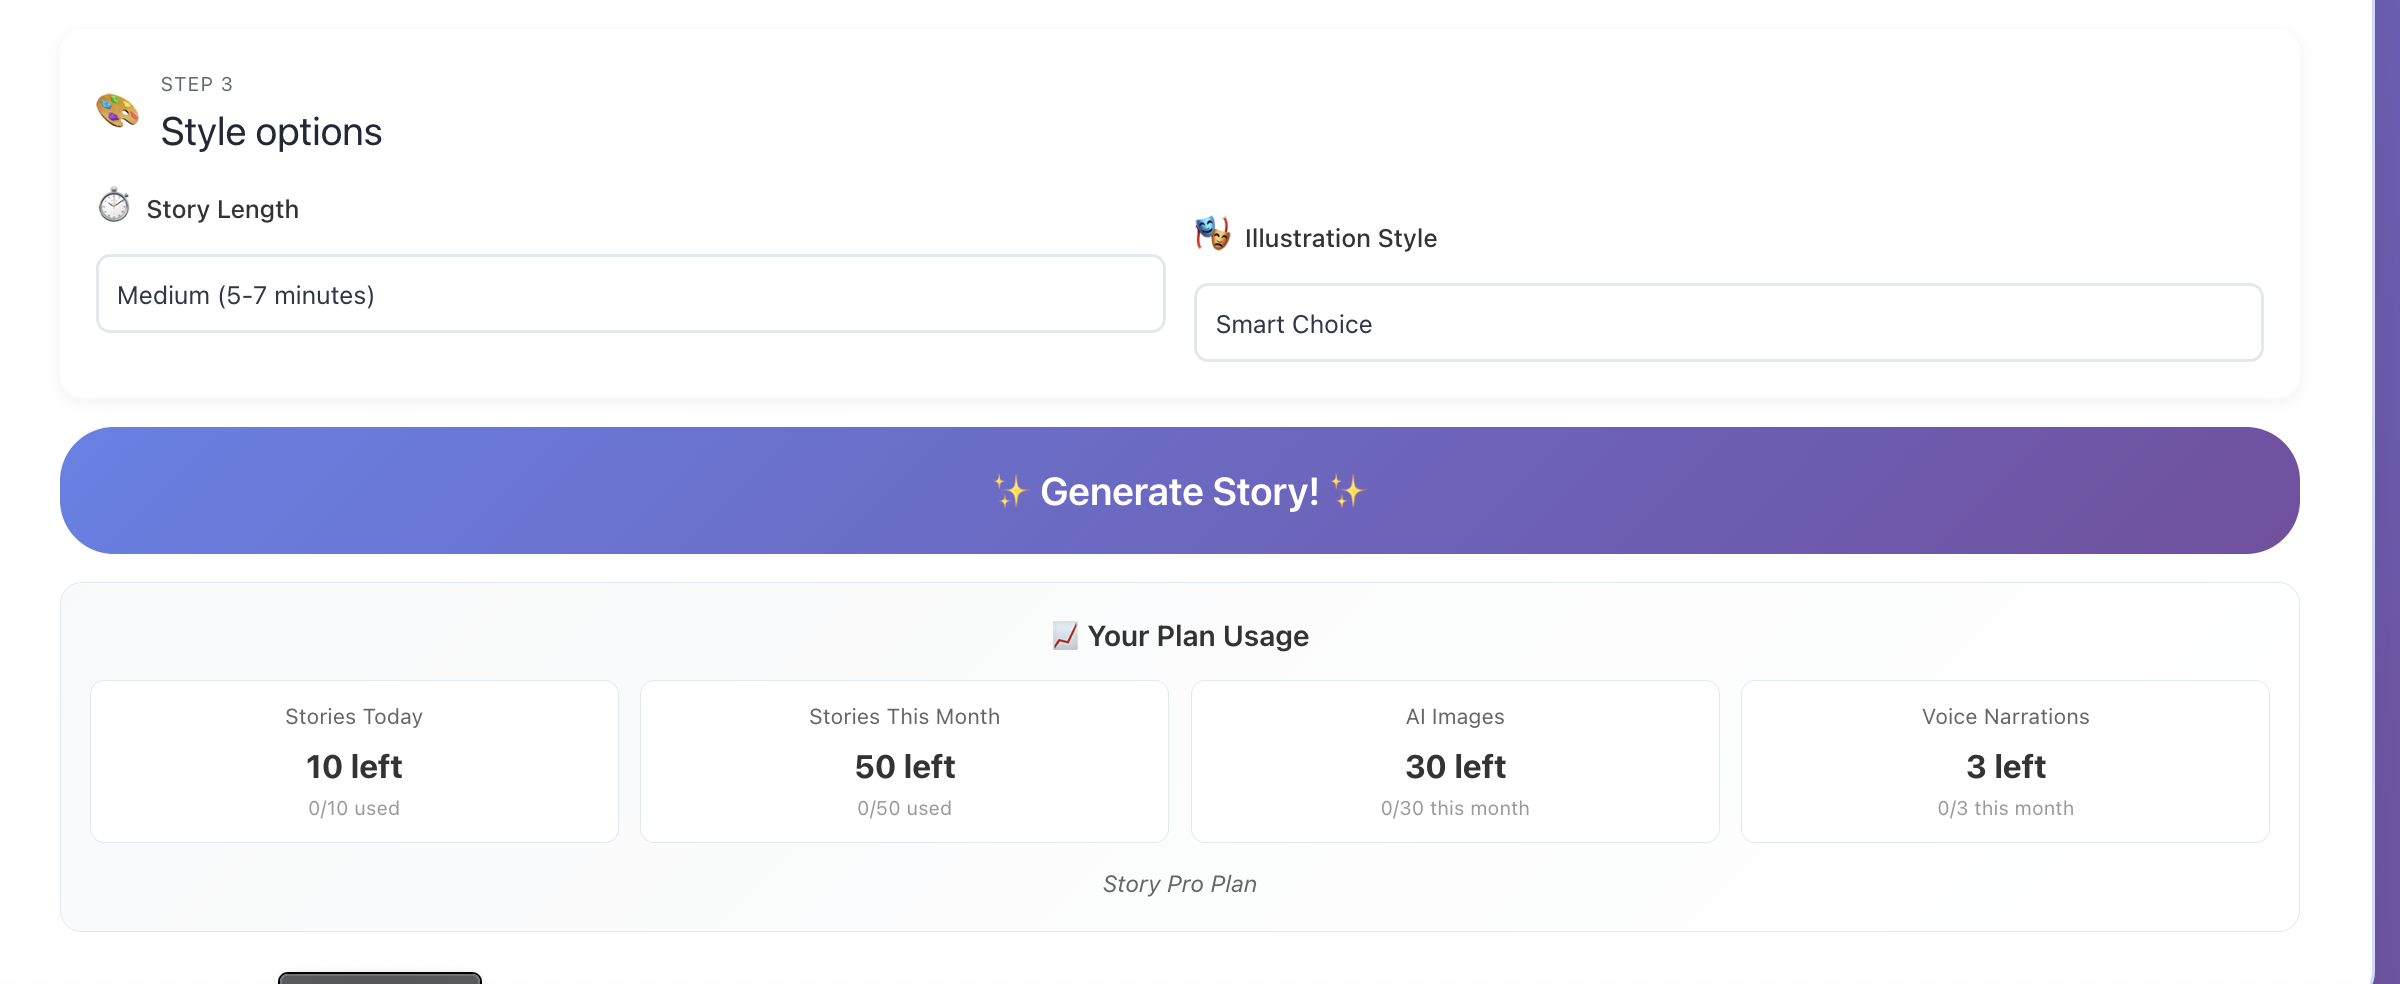 STEP 3
Style options
Story Length
Medium (5-7 minutes)
Illustration Style
Smart Choice
✨ Generate Story! ✨
Your Plan Usage
Stories Today
10 left
0/10 used
Stories This Month
50 left
0/50 used
AI Images
30 left
0/30 this month
Voice Narrations
3 left
0/3 this month
Story Pro Plan